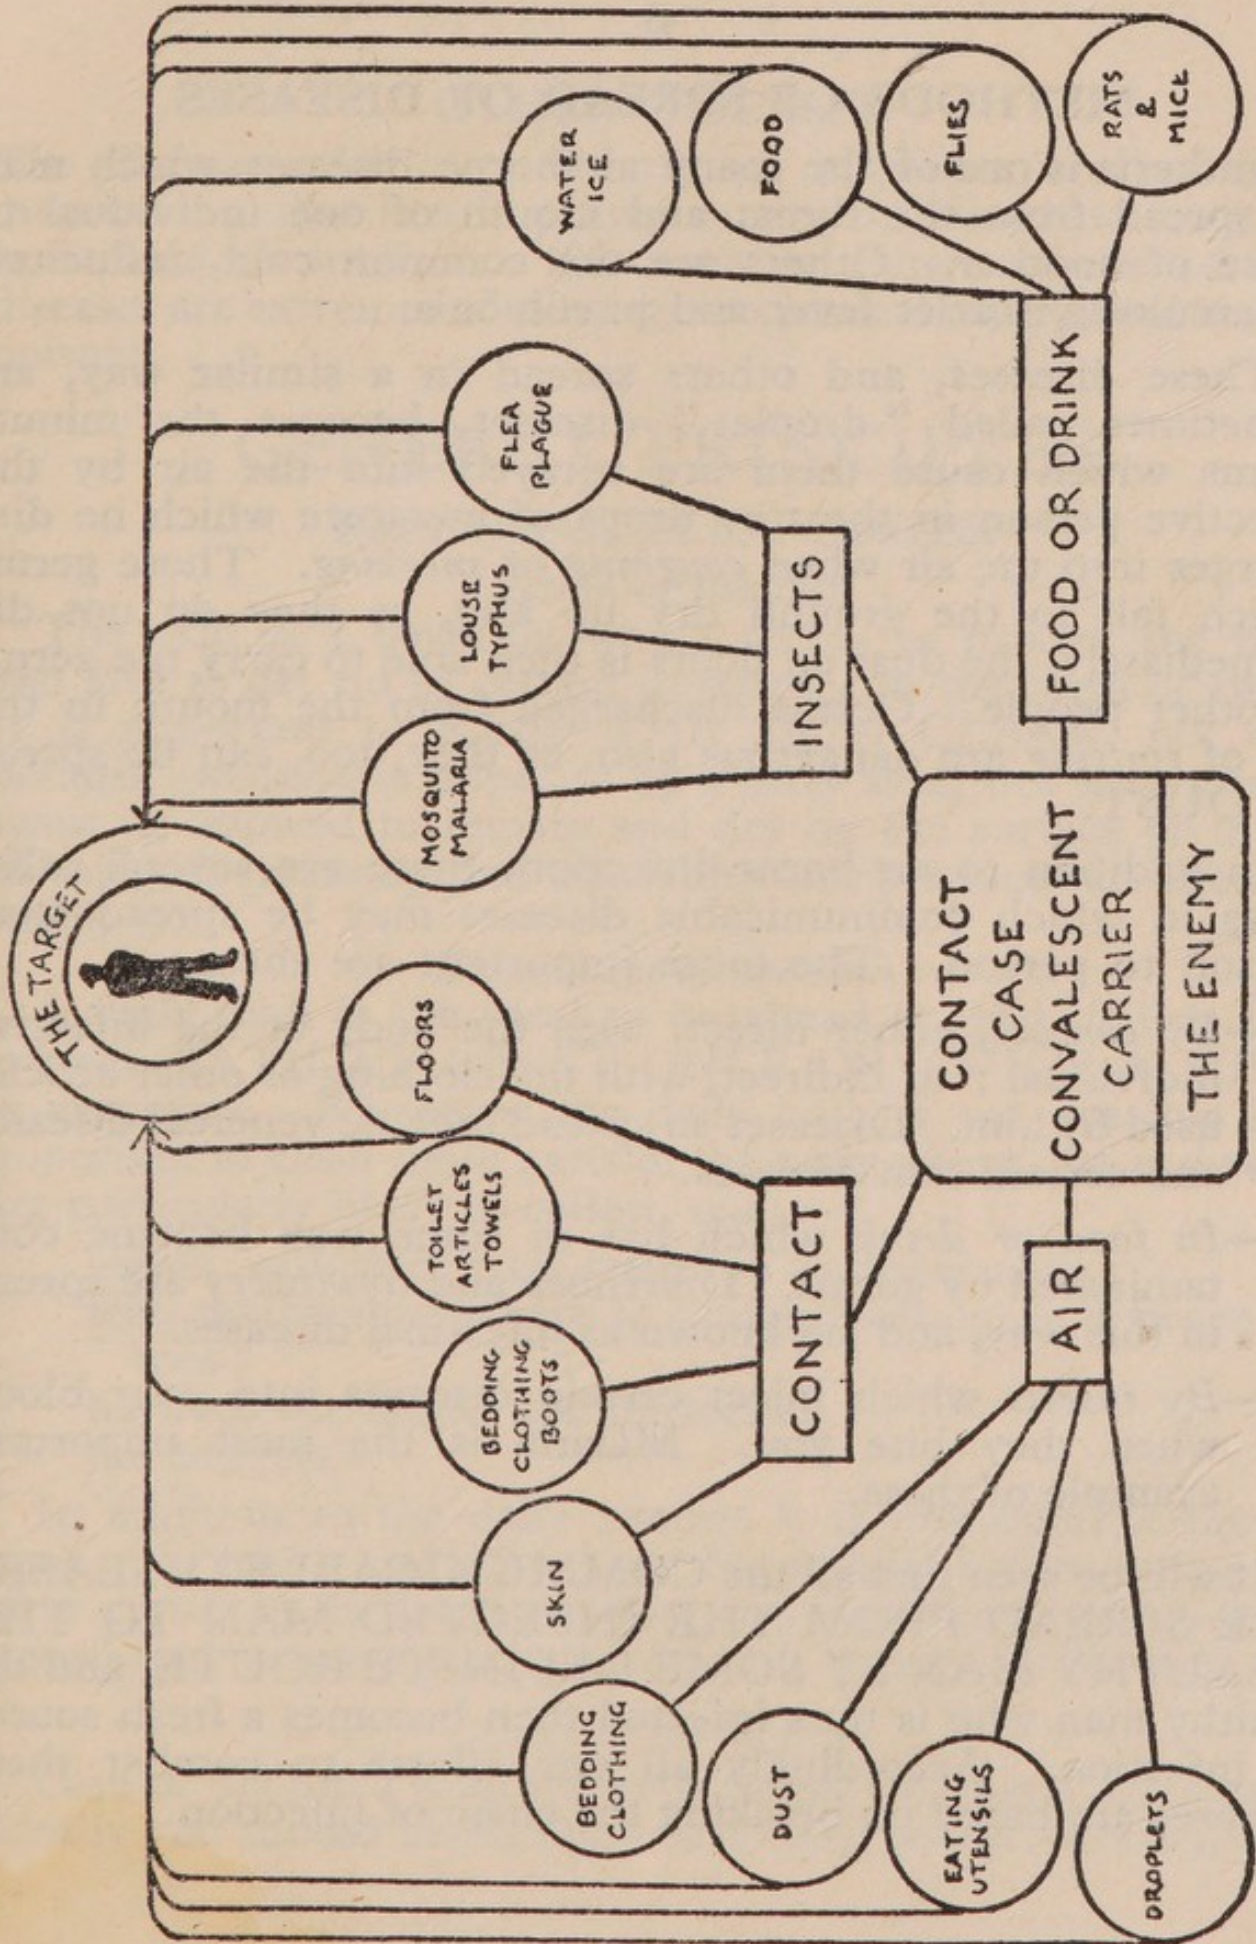 THE TARGET
DROPLETS
EATING
UTENSILS
DUST
BEDDING
CLOTHING
SKIN
BEDDING
CLOTHING
BOOTS
TOILET
ARTICLES
TOWELS
FLOORS
MOSQUITO
MALARIA
LOUSE
TYPHUS
FLEA
PLAGUE
WATER
ICE
FOOD
FLIES
RATS
&
MICE
CONTACT
INSECTS
AIR
FOOD OR DRINK
CONTACT
CASE
CONVALESCENT
CARRIER
THE ENEMY